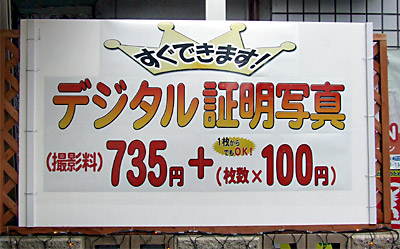 すぐできます!
デジタル証明写真
(撮影料)735円+(枚数×100円)
1枚から
でもOK!